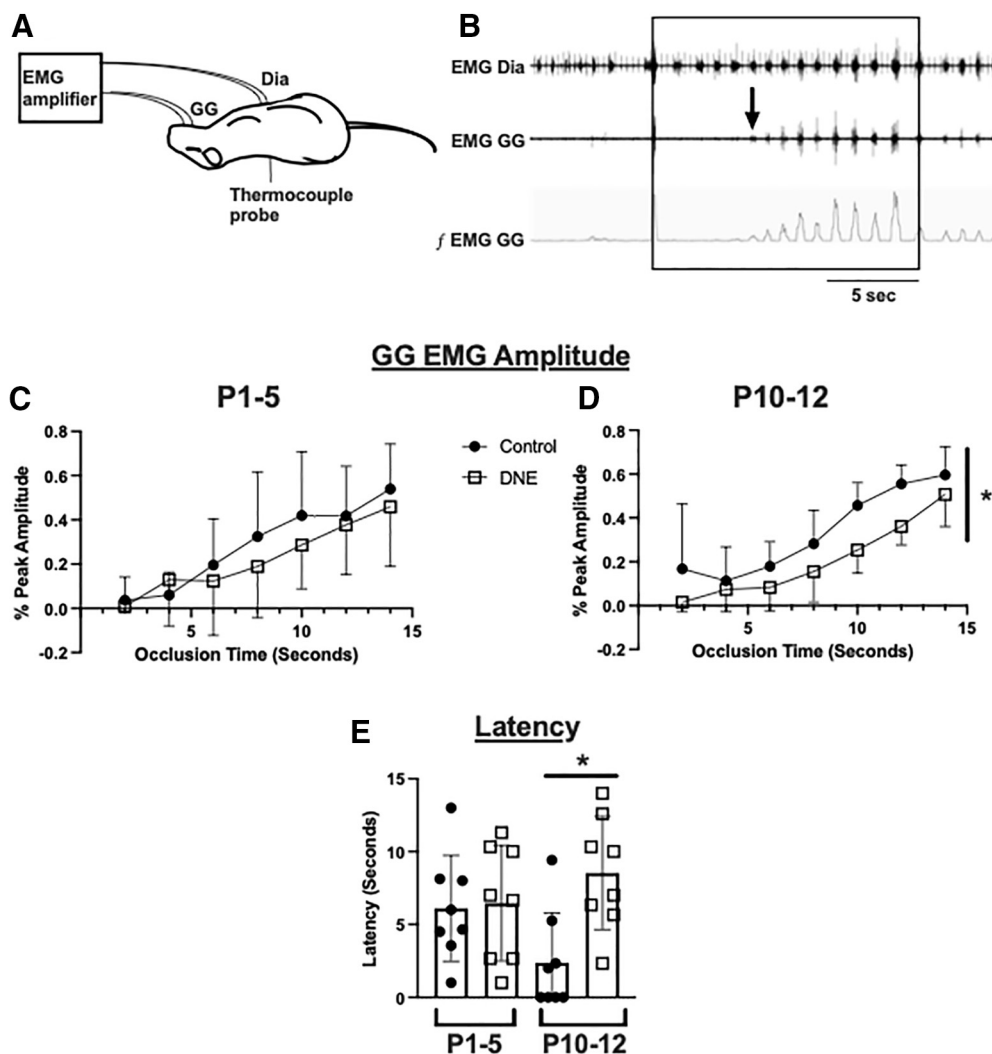 A
EMG
amplifier
GG
Dia
Thermocouple
probe
B
EMG Dia
EMG GG
ƒ EMG GG
5 sec
GG EMG Amplitude
C
P1-5
% Peak Amplitude
0.8
0.6
0.4
0.2
0.0
-0.2
5
10
15
Occlusion Time (Seconds)
Control
DNE
D
P10-12
% Peak Amplitude
0.8
0.6
0.4
0.2
0.0
-0.2
5
10
15
Occlusion Time (Seconds)
*
E
Latency
*
Latency (Seconds)
15
10
5
0
P1-5
P10-12